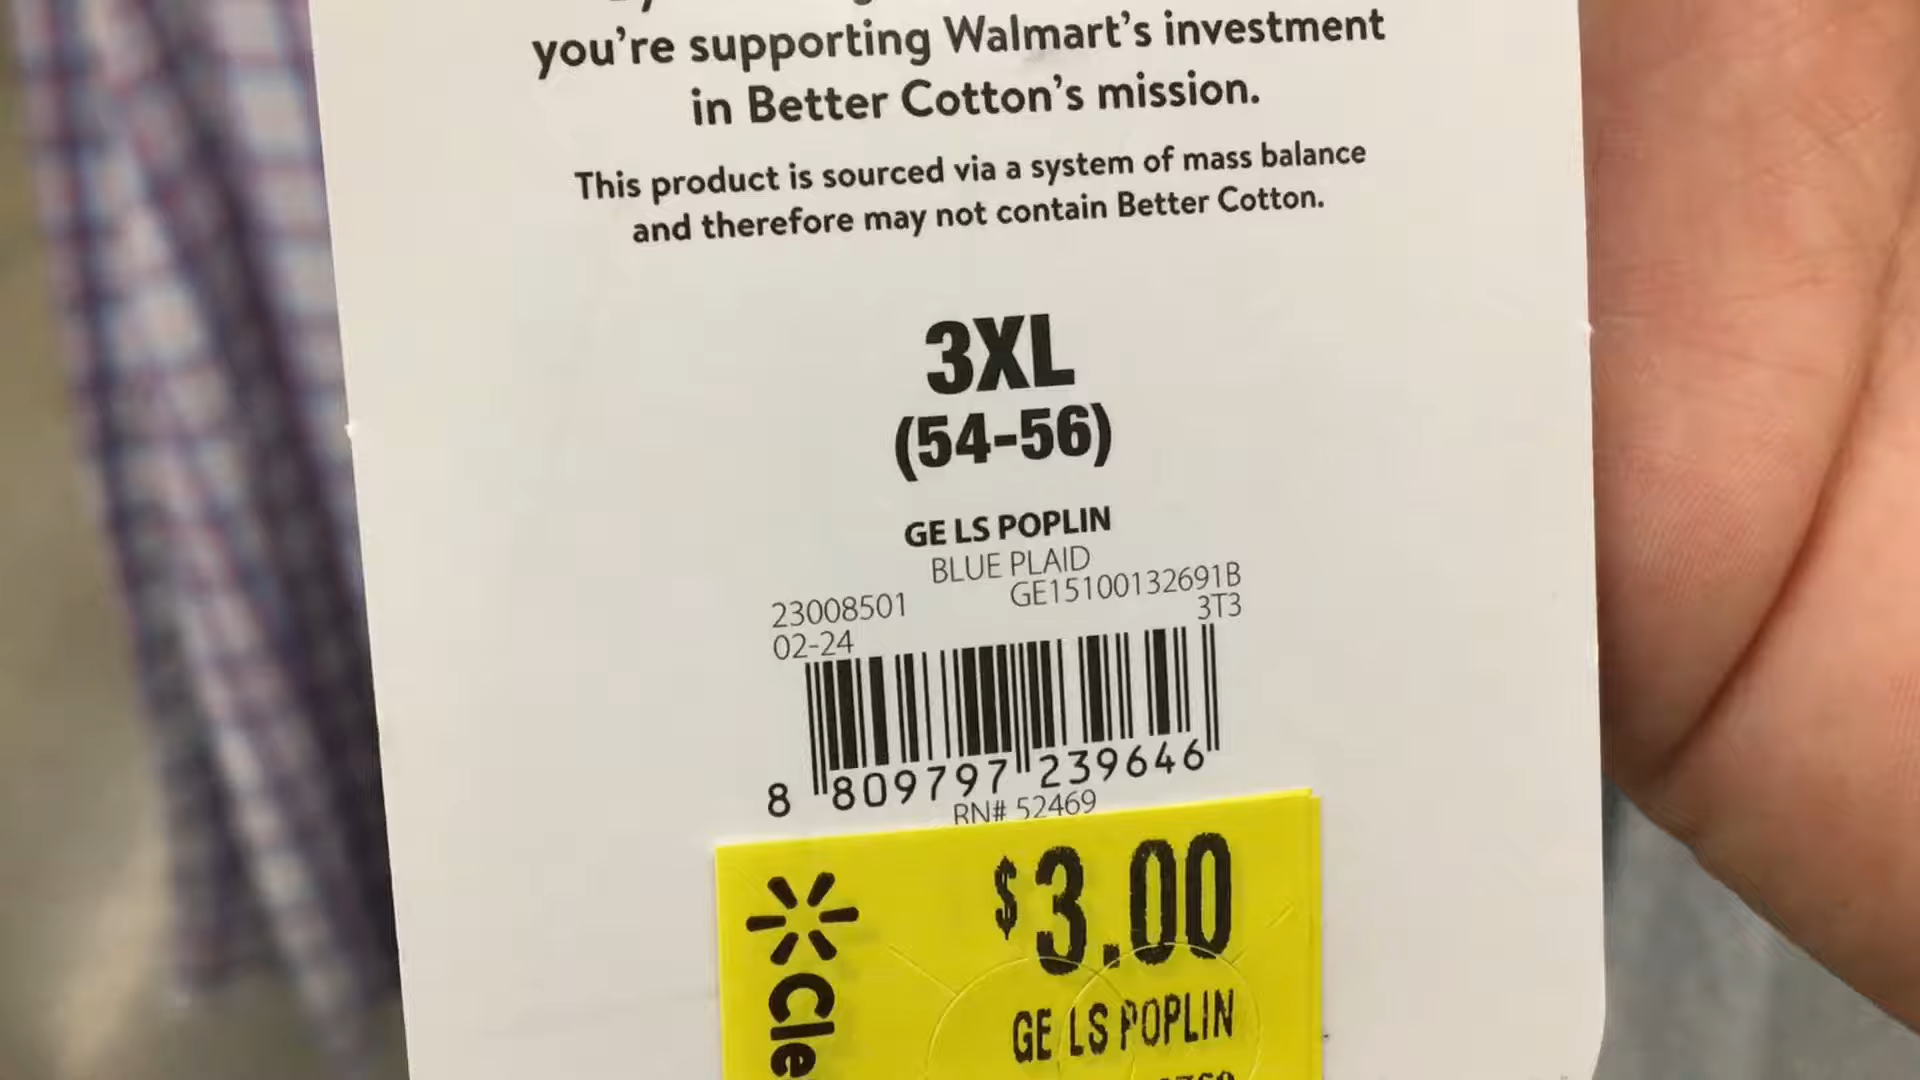 you're supporting Walmart's investment
in Better Cotton's mission.
This product is sourced via a system of mass balance
and therefore may not contain Better Cotton.
3XL
(54-56)
GE LS POPLIN
BLUE PLAID
23008501 GE15100132691B
02-24 3T3
8 809797 239646
RN# 52469
$3.00
Cle
GE LS POPLIN